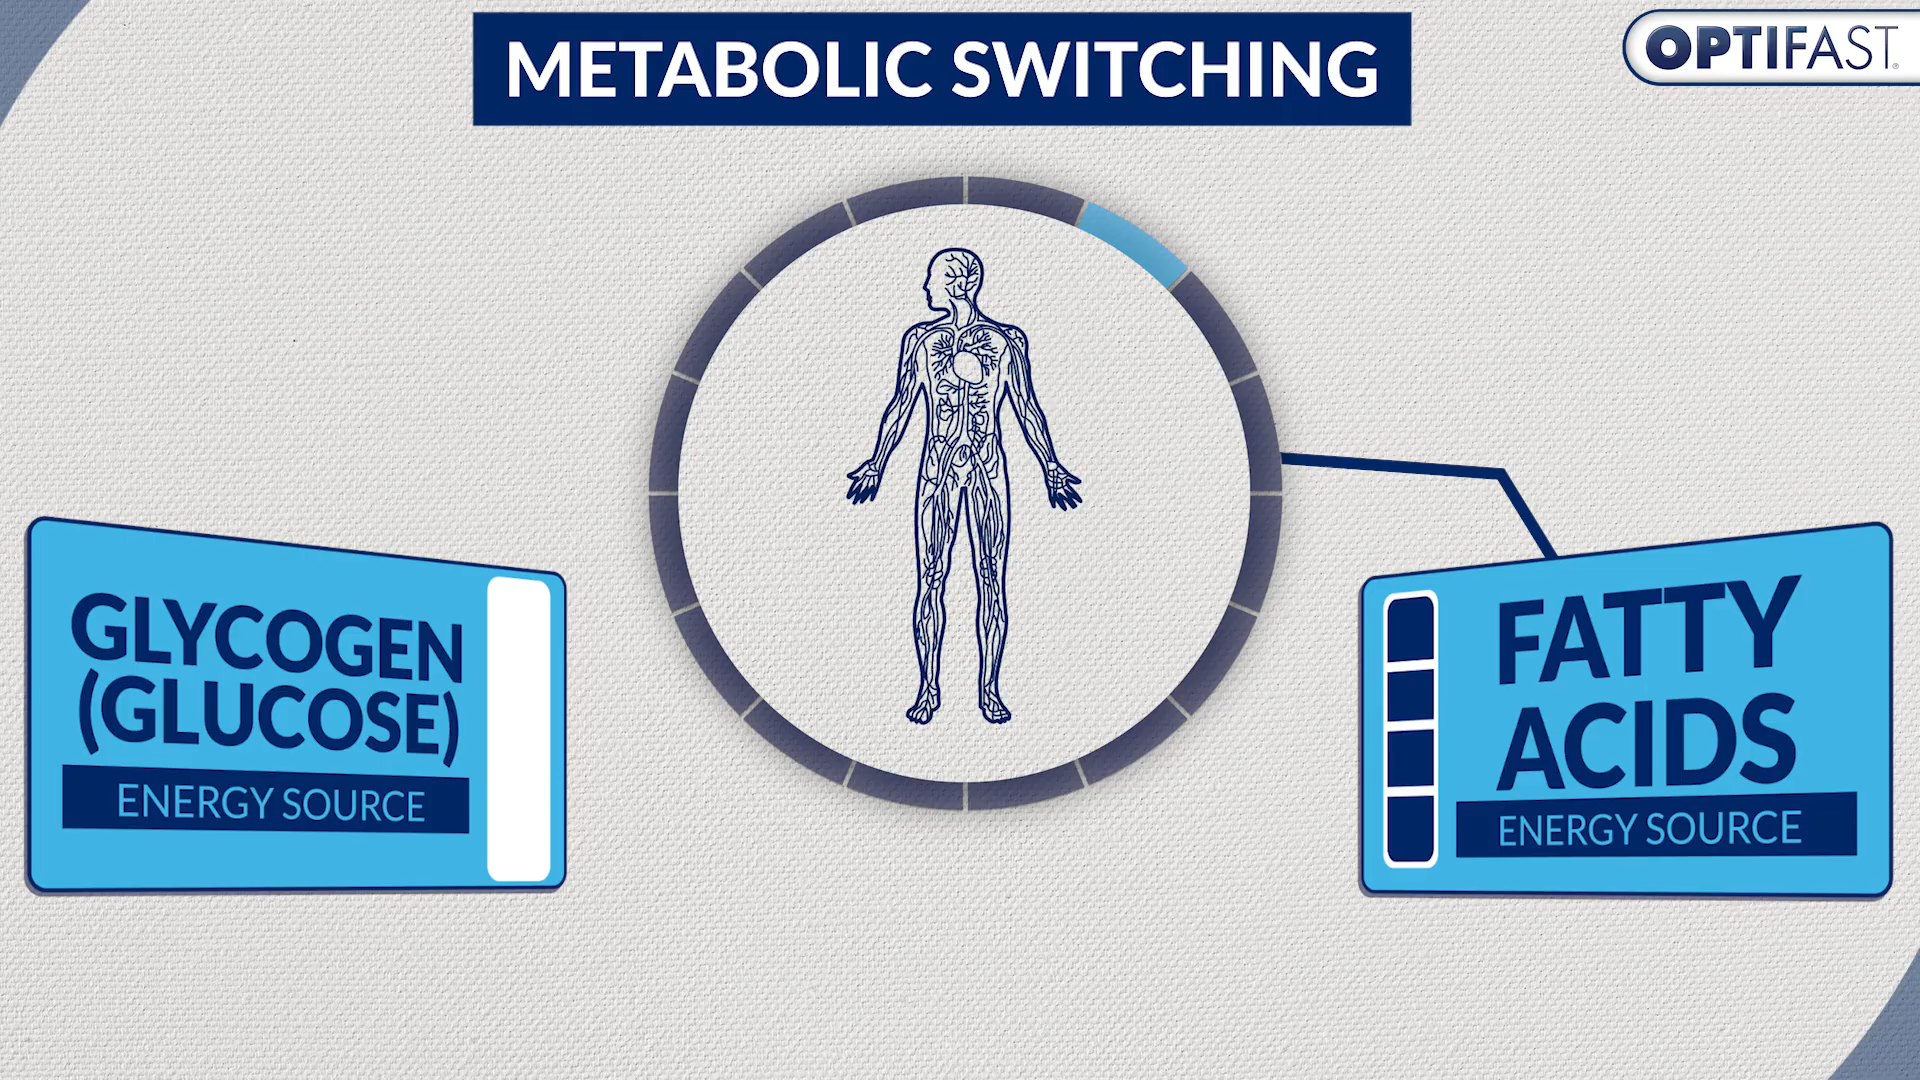 METABOLIC SWITCHING
OPTIFAST®
GLYCOGEN
(GLUCOSE)
ENERGY SOURCE
FATTY
ACIDS
ENERGY SOURCE